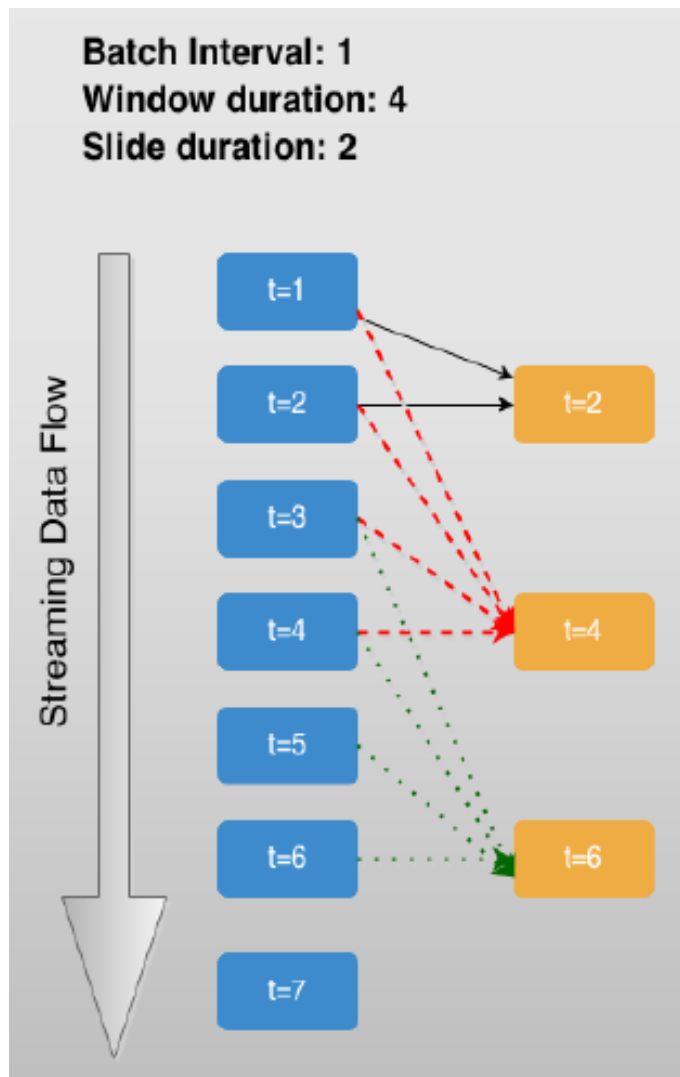 Batch Interval: 1
Window duration: 4
Slide duration: 2
Streaming Data Flow
t=1
t=2
t=2
t=3
t=4
t=4
t=5
t=6
t=6
t=7